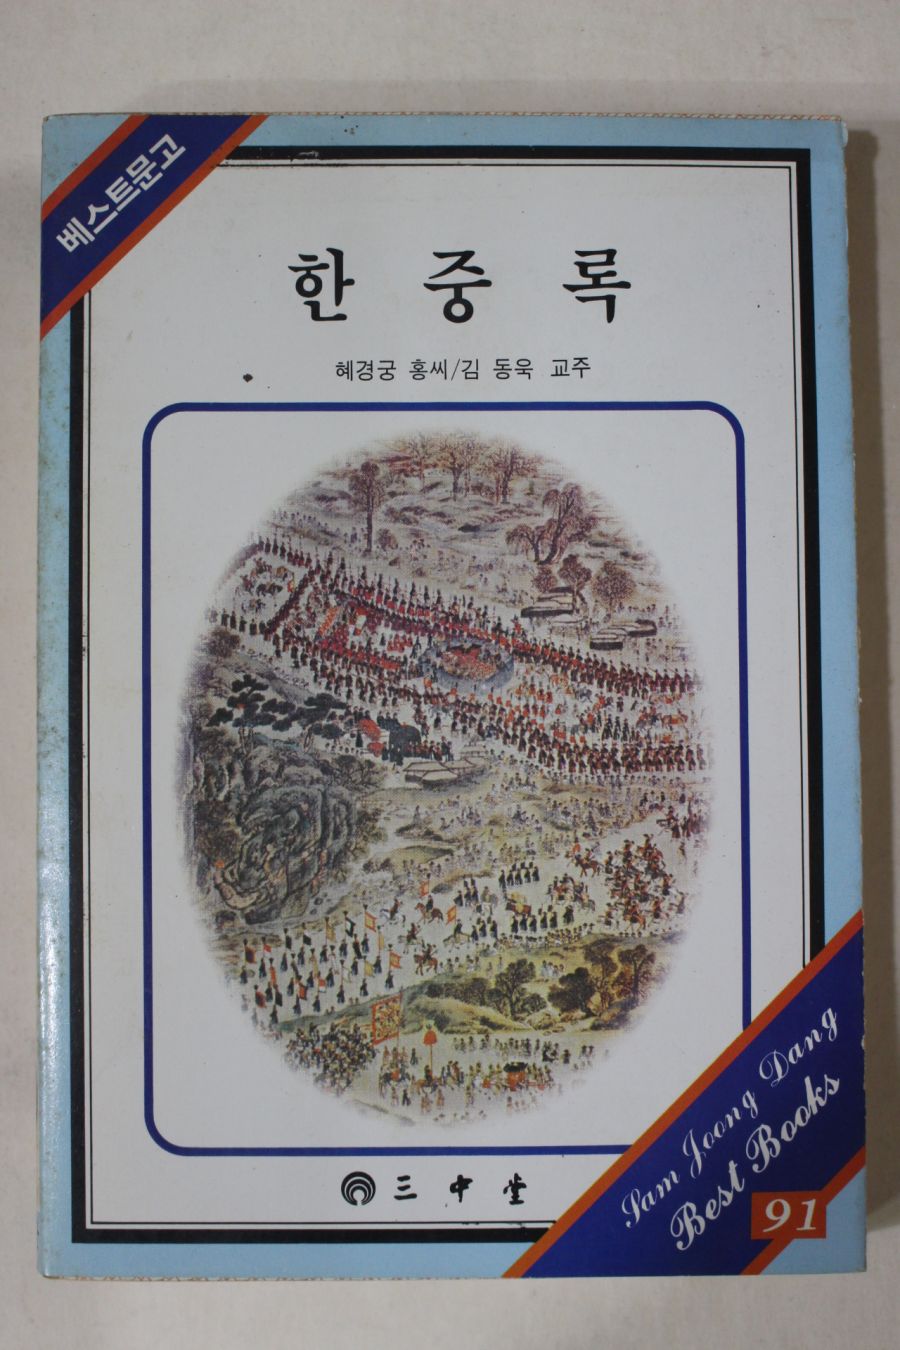 베스트문고
한 중 록
혜경궁 홍씨/김 동욱 교주
三 中 堂
Sam Joong Dang
Best Books
91